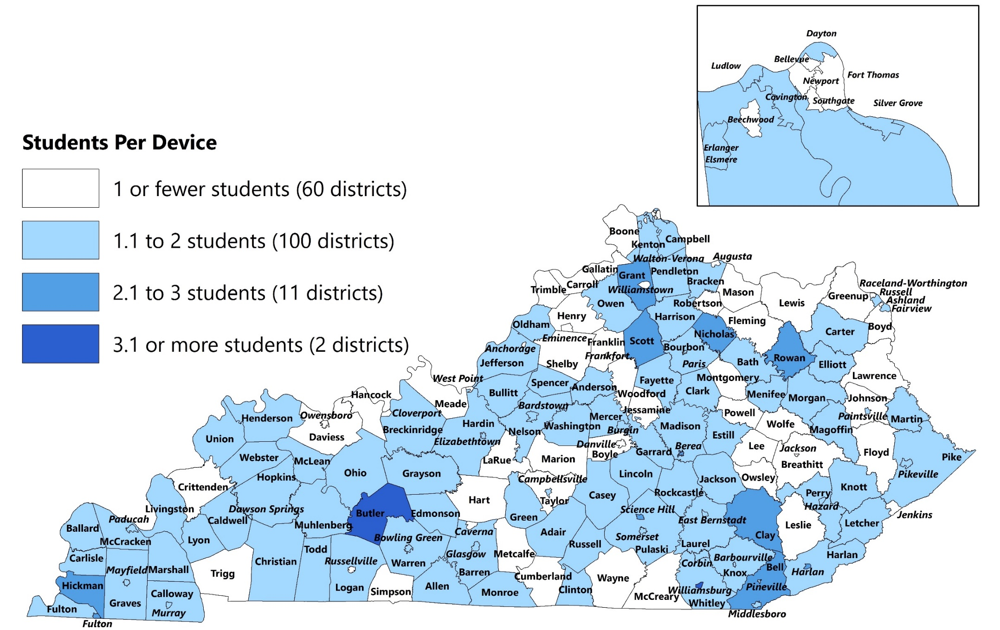 Dayton
Bellevue
Ludlow
Fort Thomas
Newport
Covington
Southgate
Silver Grove
Beechwood
Erlanger
Elsmere
Students Per Device
1 or fewer students (60 districts)
1.1 to 2 students (100 districts)
2.1 to 3 students (11 districts)
3.1 or more students (2 districts)
Boone
Campbell
Kenton
Walton-Verona
Augusta
Gallatin
Grant
Pendleton
Bracken
Carroll
Trimble
Williamstown
Mason
Raceland-Worthington
Russell
Greenup
Ashland
Fairview
Owen
Robertson
Lewis
Henry
Harrison
Fleming
Oldham
Boyd
Eminence
Franklin
Scott
Nicholas
Carter
Anchorage
Bourbon
Frankfort
Jefferson
Shelby
Paris
Bath
Rowan
Elliott
West Point
Spencer
Anderson
Fayette
Montgomery
Lawrence
Hancock
Bullitt
Woodford
Clark
Menifee
Morgan
Johnson
Meade
Bardstown
Jessamine
Powell
Paintsville
Martin
Henderson
Owensboro
Cloverport
Breckinridge
Hardin
Nelson
Washington
Mercer
Burgin
Madison
Wolfe
Magoffin
Union
Daviess
Elizabethtown
Danville
Boyle
Garrard
Berea
Estill
Lee
Jackson
Breathitt
Floyd
Pike
Webster
McLean
LaRue
Marion
Pikeville
Hopkins
Ohio
Grayson
Campbellsville
Lincoln
Jackson
Owsley
Crittenden
Hart
Taylor
Casey
Rockcastle
Perry
Knott
Hazard
Livingston
Dawson Springs
Butler
Edmonson
Green
Science Hill
East Bernstadt
Jenkins
Paducah
Caldwell
Muhlenberg
Leslie
Letcher
Ballard
McCracken
Lyon
Bowling Green
Caverna
Adair
Somerset
Clay
Russell
Pulaski
Laurel
Carlisle
Todd
Glasgow
Metcalfe
Barbourville
Harlan
Mayfield
Marshall
Christian
Russellville
Warren
Barren
Corbin
Knox
Bell
Harlan
Trigg
Cumberland
Wayne
Hickman
Logan
Simpson
Allen
Monroe
Clinton
McCreary
Williamsburg
Pineville
Calloway
Graves
Whitley
Fulton
Murray
Middlesboro
Fulton